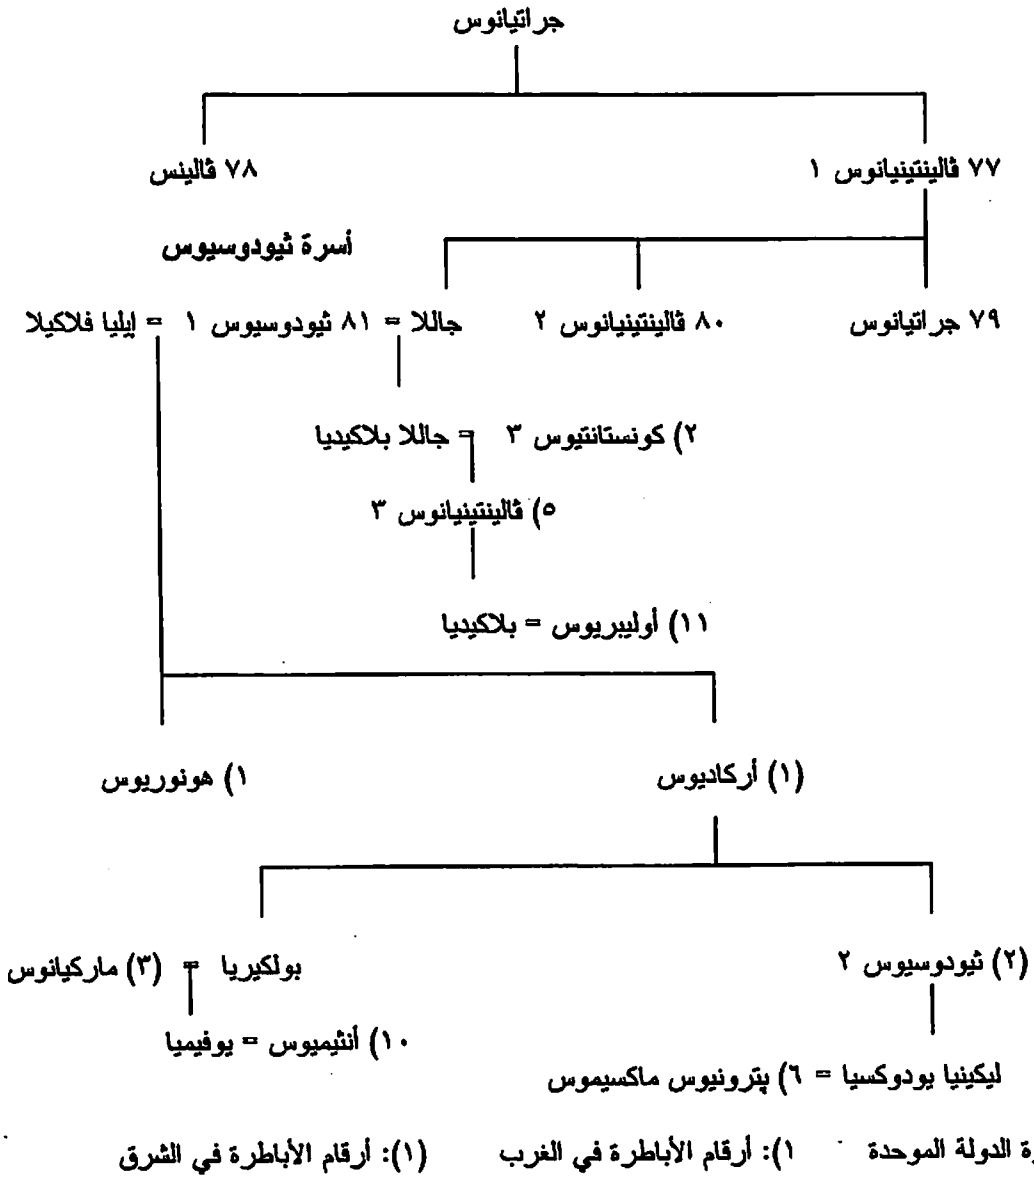 جراتيانوس
٧٧ ڤالينتينيانوس ١ ٧٨ ڤالينس
أسرة ثيودوسيوس
٧٩ جراتيانوس ٨٠ ڤالينتينيانوس ٢ جاللا = ٨١ ثيودوسيوس ١ = إيليا فلاكيلا
٢) كونستانتيوس ٣ = جاللا بلاكيديا
٥) ڤالينتينيانوس ٣
١١) أوليبريوس = بلاكيديا
(١) أركاديوس ١) هونوريوس
(٢) ثيودوسيوس ٢ بولكيريا = (٣) ماركيانوس
١٠) أنثيميوس = يوفيميا
ليكينيا يودوكسيا = ٦) پترونيوس ماكسيموس
الدولة الموحدة ١): أرقام الأباطرة في الغرب (١): أرقام الأباطرة في الشرق